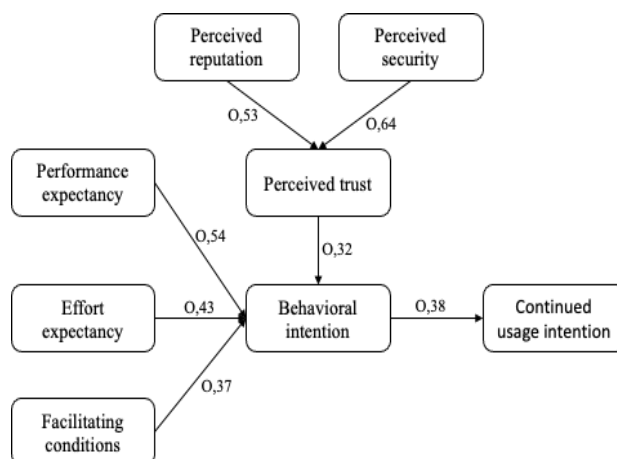 Perceived
reputation
Perceived
security
O,53
O,64
Performance
expectancy
Perceived trust
O,54
O,32
Effort
expectancy
O,43
Behavioral
intention
O,38
Continued
usage intention
O,37
Facilitating
conditions